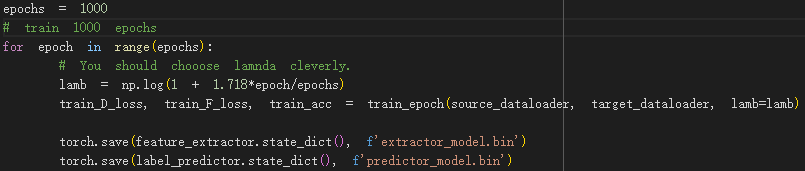 epochs = 1000
# train 1000 epochs
for epoch in range(epochs):
# You should chooose lamnda cleverly.
lamb = np.log(1 + 1.718*epoch/epochs)
train_D_loss, train_F_loss, train_acc = train_epoch(source_dataloader, target_dataloader, lamb=lamb)
torch.save(feature_extractor.state_dict(), f'extractor_model.bin')
torch.save(label_predictor.state_dict(), f'predictor_model.bin')